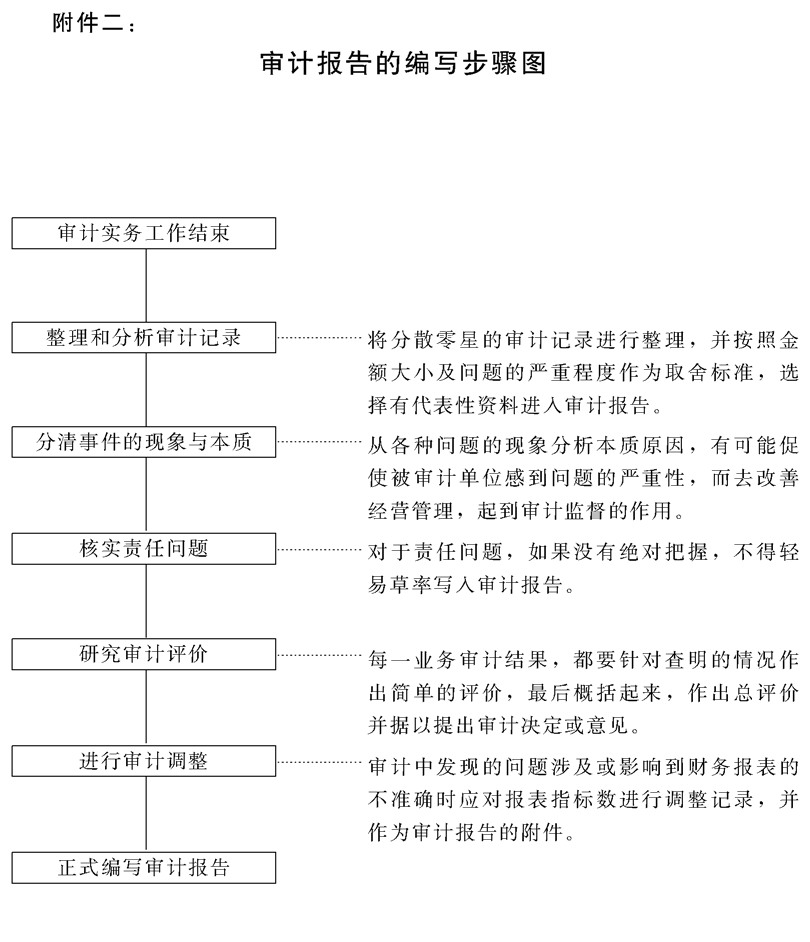 附件二：
审计报告的编写步骤图
审计实务工作结束
整理和分析审计记录
将分散零星的审计记录进行整理，并按照金
额大小及问题的严重程度作为取舍标准，选
择有代表性资料进入审计报告。
分清事件的现象与本质
从各种问题的现象分析本质原因，有可能促
使被审计单位感到问题的严重性，而去改善
经营管理，起到审计监督的作用。
核实责任问题
对于责任问题，如果没有绝对把握，不得轻
易草率写入审计报告。
研究审计评价
每一业务审计结果，都要针对查明的情况作
出简单的评价，最后概括起来，作出总评价
并据以提出审计决定或意见。
进行审计调整
审计中发现的问题涉及或影响到财务报表的
不准确时应对报表指标数进行调整记录，并
作为审计报告的附件。
正式编写审计报告